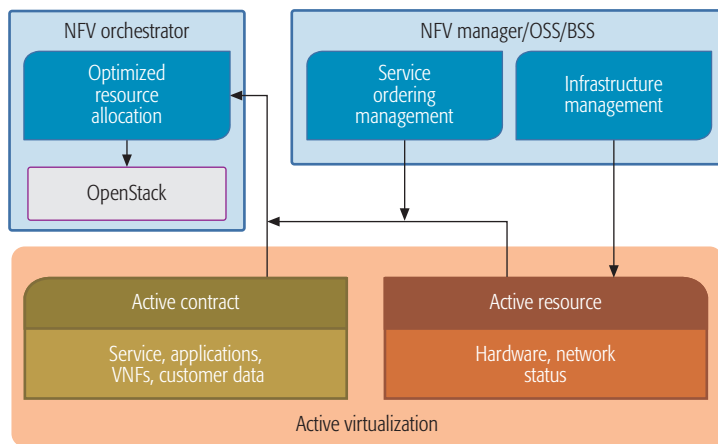 NFV orchestrator
Optimized
resource
allocation
OpenStack
NFV manager/OSS/BSS
Service
ordering
management
Infrastructure
management
Active contract
Service, applications,
VNFs, customer data
Active resource
Hardware, network
status
Active virtualization